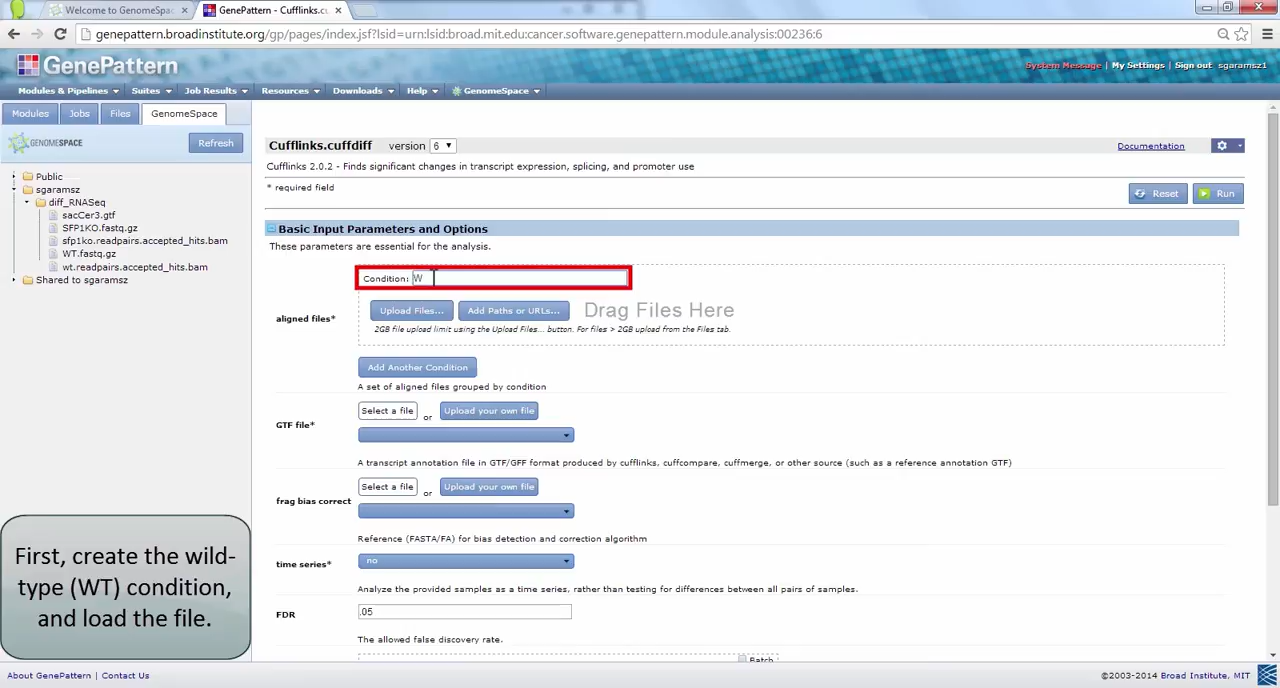 Welcome to GenomeSpac
GenePattern - Cufflinks.cu
genepattern.broadinstitute.org/gp/pages/index.jsf?lsid=urn:lsid:broad.mit.edu:cancer.software.genepattern.module.analysis:00236:6
GenePattern
System Message | My Settings | Sign out sgaramsz1
Modules & Pipelines Suites Job Results Resources Downloads Help GenomeSpace
Modules Jobs Files GenomeSpace
GENOMESPACE Refresh
Public
sgaramsz
diff_RNASeq
sacCer3.gtf
SFP1KO.fastq.gz
sfp1ko.readpairs.accepted_hits.bam
WT.fastq.gz
wt.readpairs.accepted_hits.bam
Shared to sgaramsz
Cufflinks.cuffdiff version 6 Documentation
Cufflinks 2.0.2 - Finds significant changes in transcript expression, splicing, and promoter use
* required field
Reset Run
Basic Input Parameters and Options
These parameters are essential for the analysis.
Condition: W
aligned files*
Upload Files... Add Paths or URLs... Drag Files Here
2GB file upload limit using the Upload Files... button. For files > 2GB upload from the Files tab.
Add Another Condition
A set of aligned files grouped by condition
GTF file*
Select a file or Upload your own file
A transcript annotation file in GTF/GFF format produced by cufflinks, cuffcompare, cuffmerge, or other source (such as a reference annotation GTF)
frag bias correct
Select a file or Upload your own file
Reference (FASTA/FA) for bias detection and correction algorithm
time series* no
Analyze the provided samples as a time series, rather than testing for differences between all pairs of samples.
FDR .05
The allowed false discovery rate.
Batch
First, create the wild-
type (WT) condition,
and load the file.
About GenePattern | Contact Us
©2003-2014 Broad Institute, MIT